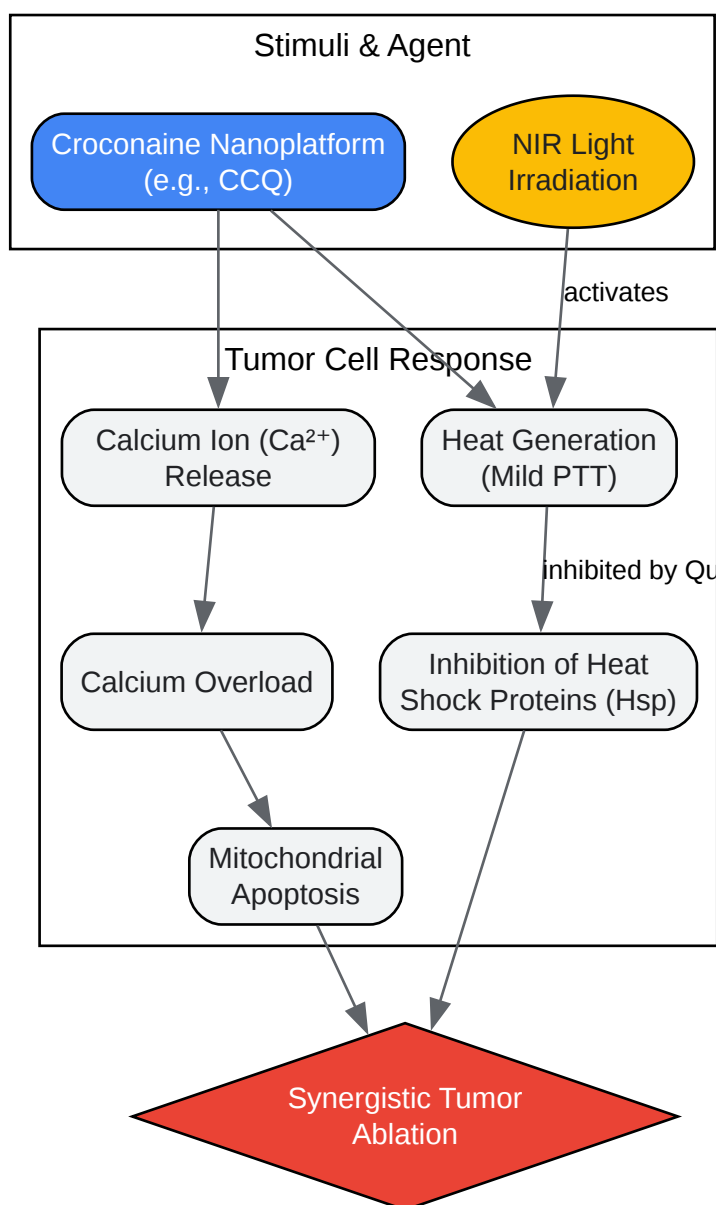 Stimuli & Agent
Croconaine Nanoplatform
(e.g., CCQ)
NIR Light
Irradiation
activates
Tumor Cell Response
Calcium Ion (Ca²⁺)
Release
Heat Generation
(Mild PTT)
inhibited by Qu
Calcium Overload
Inhibition of Heat
Shock Proteins (Hsp)
Mitochondrial
Apoptosis
Synergistic Tumor
Ablation